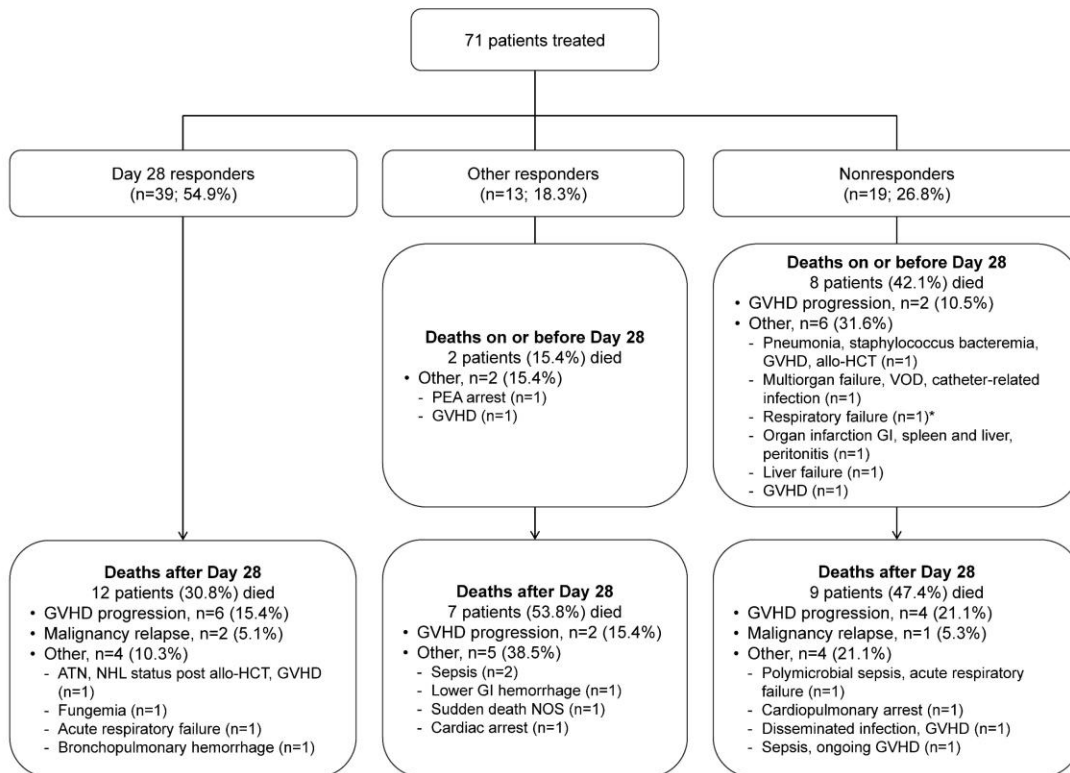 71 patients treated
Day 28 responders
(n=39; 54.9%)
Other responders
(n=13; 18.3%)
Nonresponders
(n=19; 26.8%)
Deaths on or before Day 28
2 patients (15.4%) died
• Other, n=2 (15.4%)
- PEA arrest (n=1)
- GVHD (n=1)
Deaths on or before Day 28
8 patients (42.1%) died
• GVHD progression, n=2 (10.5%)
• Other, n=6 (31.6%)
- Pneumonia, staphylococcus bacteremia,
GVHD, allo-HCT (n=1)
- Multiorgan failure, VOD, catheter-related
infection (n=1)
- Respiratory failure (n=1)*
- Organ infarction GI, spleen and liver,
peritonitis (n=1)
- Liver failure (n=1)
- GVHD (n=1)
Deaths after Day 28
12 patients (30.8%) died
• GVHD progression, n=6 (15.4%)
• Malignancy relapse, n=2 (5.1%)
• Other, n=4 (10.3%)
- ATN, NHL status post allo-HCT, GVHD
(n=1)
- Fungemia (n=1)
- Acute respiratory failure (n=1)
- Bronchopulmonary hemorrhage (n=1)
Deaths after Day 28
7 patients (53.8%) died
• GVHD progression, n=2 (15.4%)
• Other, n=5 (38.5%)
- Sepsis (n=2)
- Lower GI hemorrhage (n=1)
- Sudden death NOS (n=1)
- Cardiac arrest (n=1)
Deaths after Day 28
9 patients (47.4%) died
• GVHD progression, n=4 (21.1%)
• Malignancy relapse, n=1 (5.3%)
• Other, n=4 (21.1%)
- Polymicrobial sepsis, acute respiratory
failure (n=1)
- Cardiopulmonary arrest (n=1)
- Disseminated infection, GVHD (n=1)
- Sepsis, ongoing GVHD (n=1)